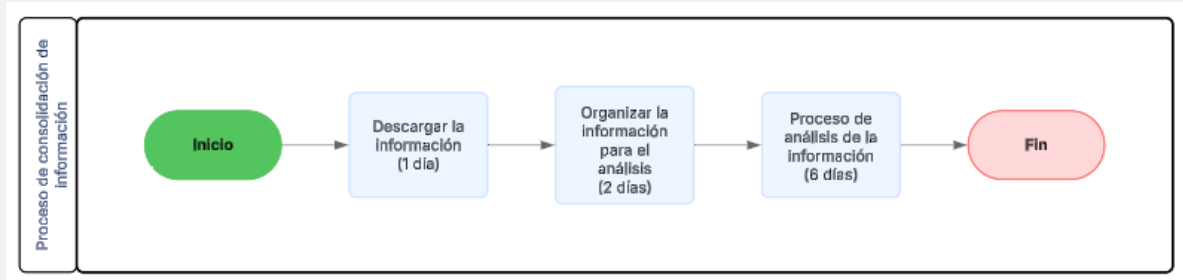 Proceso de consolidación de
información
Inicio
Descargar la
información
(1 día)
Organizar la
información
para el
análisis
(2 días)
Proceso de
análisis de la
información
(6 días)
Fin